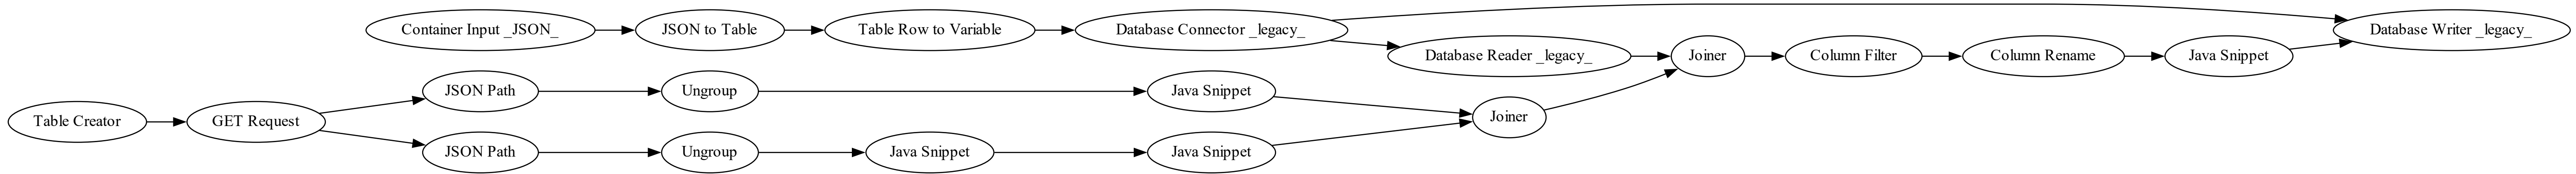 Container Input _JSON_
JSON to Table
Table Row to Variable
Database Connector _legacy_
Database Writer _legacy_
Database Reader _legacy_
Joiner
Column Filter
Column Rename
Java Snippet
JSON Path
Ungroup
Java Snippet
Table Creator
GET Request
Joiner
JSON Path
Ungroup
Java Snippet
Java Snippet